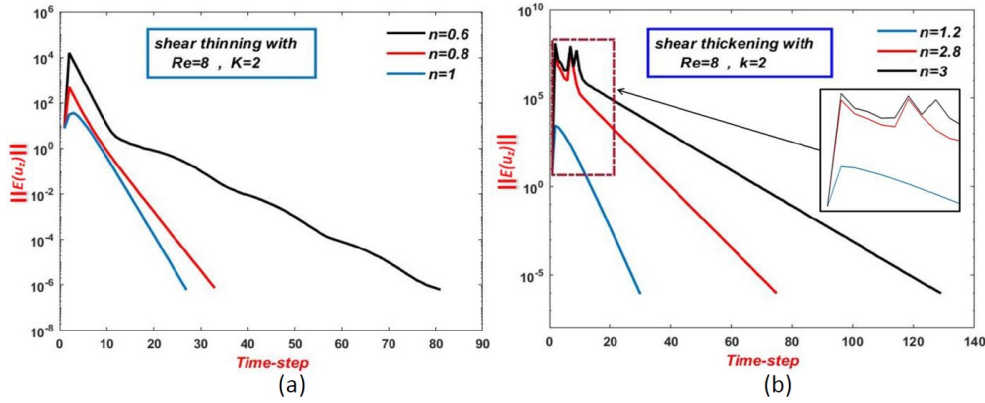 10^6
10^4
10^2
10^0
10^-2
10^-4
10^-6
10^-8
||E(u_z)||
shear thinning with
Re=8 , K=2
n=0.6
n=0.8
n=1
0 10 20 30 40 50 60 70 80 90
Time-step
(a)
10^10
10^5
10^0
10^-5
||E(u_z)||
shear thickening with
Re=8 , k=2
n=1.2
n=2.8
n=3
0 20 40 60 80 100 120 140
Time-step
(b)